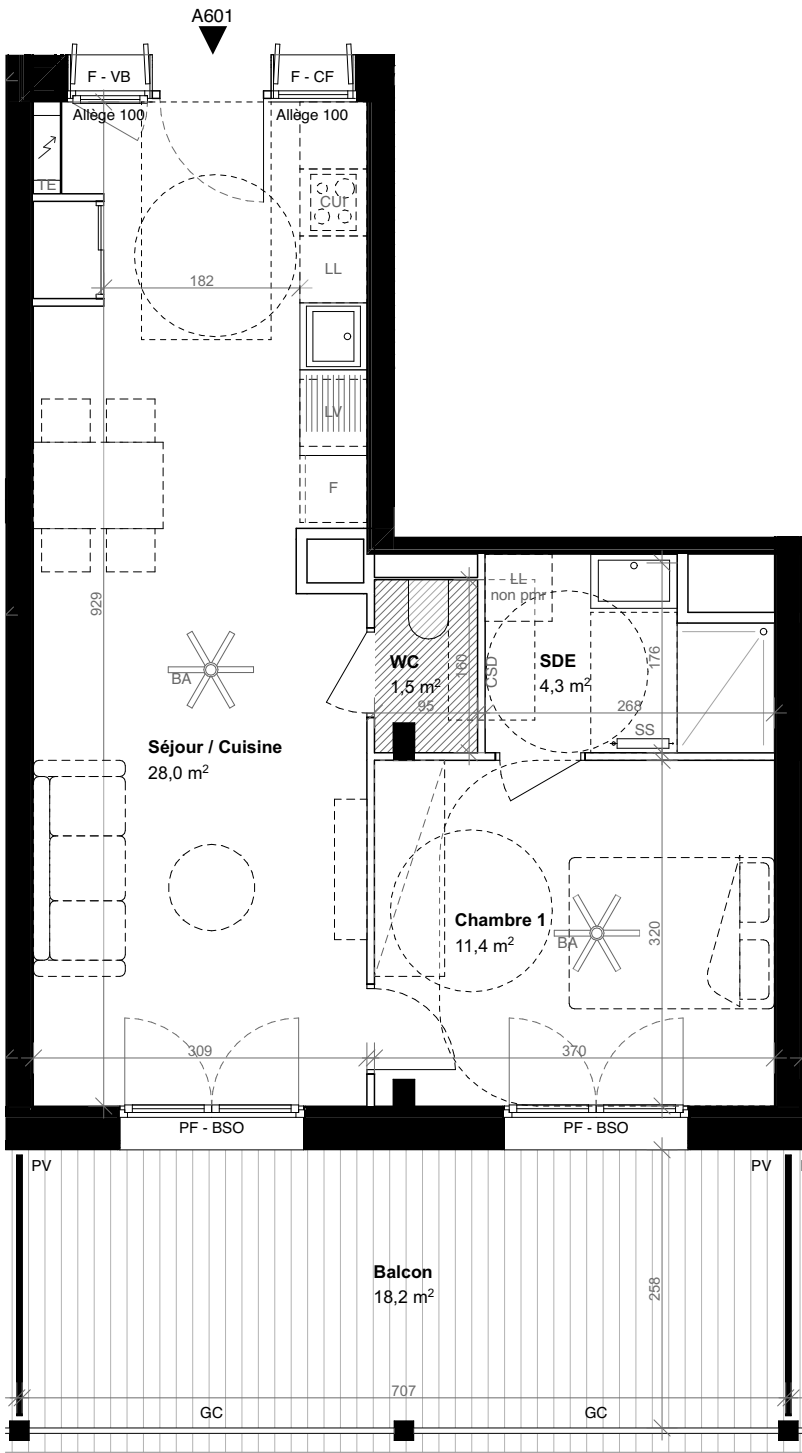 A601
F - VB
F - CF
Allège 100
Allège 100
TE
CUI
182
LL
LV
F
929
LL
non pmr
WC
1,5 m²
160
CSD
SDE
4,3 m²
176
BA
95
268
SS
Séjour / Cuisine
28,0 m²
Chambre 1
11,4 m²
BA
320
309
370
PF - BSO
PF - BSO
PV
PV
Balcon
18,2 m²
258
707
GC
GC